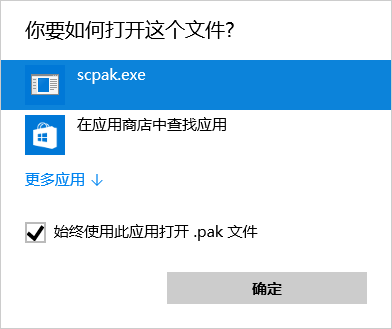 你要如何打开这个文件?
scpak.exe
在应用商店中查找应用
更多应用 ↓
始终使用此应用打开 .pak 文件
确定